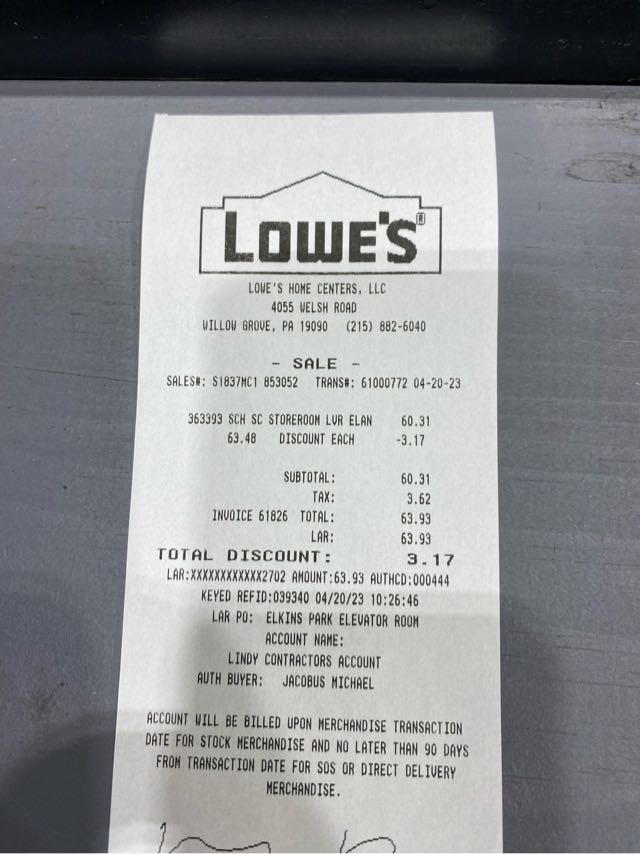 LOWE'S®
LOWE'S HOME CENTERS, LLC
4055 WELSH ROAD
WILLOW GROVE, PA 19090 (215) 882-6040
- SALE -
SALES#: S1837MC1 853052 TRANS#: 61000772 04-20-23
363393 SCH SC STOREROOM LVR ELAN 60.31
63.48 DISCOUNT EACH -3.17
SUBTOTAL: 60.31
TAX: 3.62
INVOICE 61826 TOTAL: 63.93
LAR: 63.93
TOTAL DISCOUNT: 3.17
LAR:XXXXXXXXXXXX2702 AMOUNT:63.93 AUTHCD:000444
KEYED REFID:039340 04/20/23 10:26:46
LAR PO: ELKINS PARK ELEVATOR ROOM
ACCOUNT NAME:
LINDY CONTRACTORS ACCOUNT
AUTH BUYER: JACOBUS MICHAEL
ACCOUNT WILL BE BILLED UPON MERCHANDISE TRANSACTION
DATE FOR STOCK MERCHANDISE AND NO LATER THAN 90 DAYS
FROM TRANSACTION DATE FOR SOS OR DIRECT DELIVERY
MERCHANDISE.